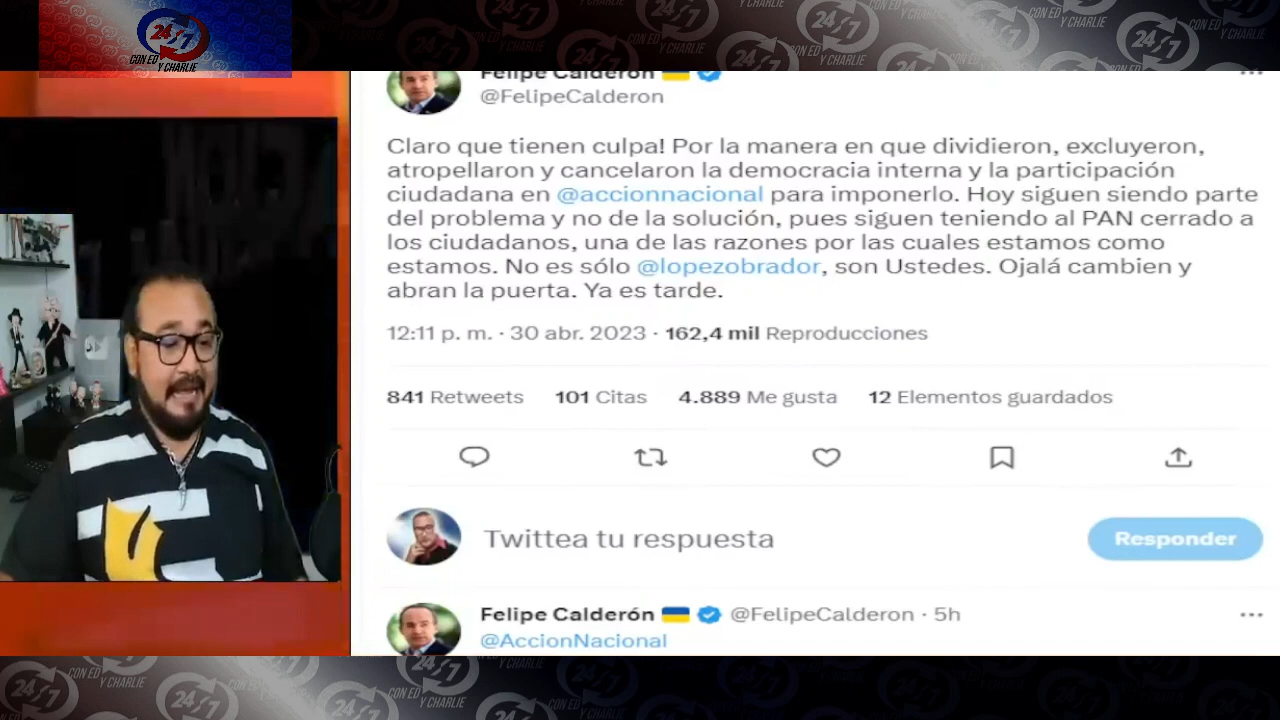 24/7
CON ED
Y CHARLIE
Felipe Calderón
@FelipeCalderon
Claro que tienen culpa! Por la manera en que dividieron, excluyeron,
atropellaron y cancelaron la democracia interna y la participación
ciudadana en @accionnacional para imponerlo. Hoy siguen siendo parte
del problema y no de la solución, pues siguen teniendo al PAN cerrado a
los ciudadanos, una de las razones por las cuales estamos como
estamos. No es sólo @lopezobrador, son Ustedes. Ojalá cambien y
abran la puerta. Ya es tarde.
12:11 p. m. · 30 abr. 2023 · 162,4 mil Reproducciones
841 Retweets 101 Citas 4.889 Me gusta 12 Elementos guardados
Twittea tu respuesta
Responder
Felipe Calderón @FelipeCalderon · 5h
@AccionNacional